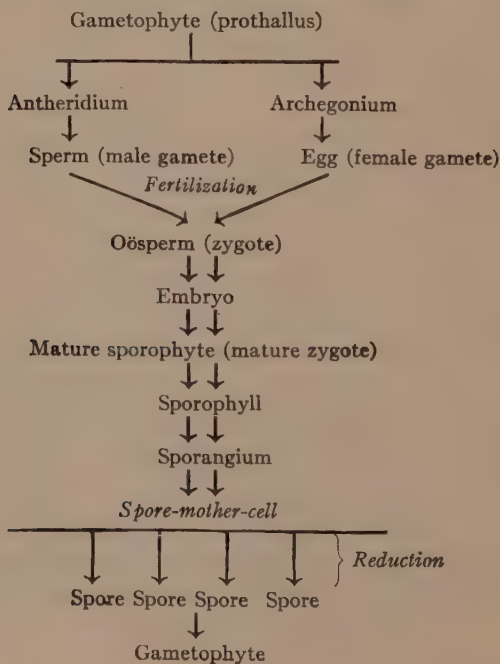 Gametophyte (prothallus)
Antheridium Archegonium
Sperm (male gamete) Egg (female gamete)
Fertilization
Oösperm (zygote)
Embryo
Mature sporophyte (mature zygote)
Sporophyll
Sporangium
Spore-mother-cell
Reduction
Spore Spore Spore Spore
Gametophyte